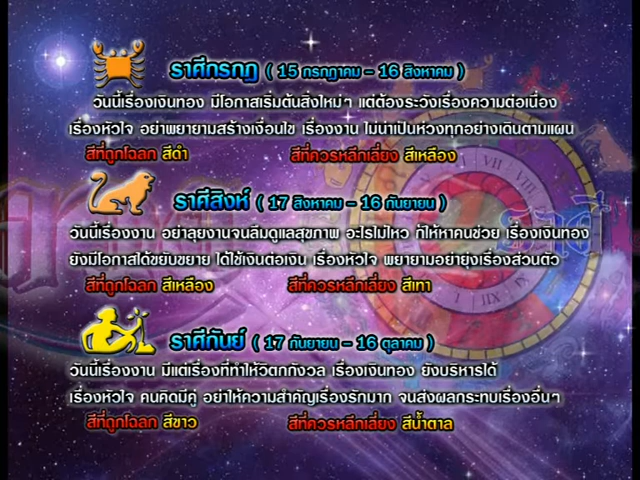 ราศีกรกฎ ( 15 กรกฎาคม - 16 สิงหาคม )
วันนี้เรื่องเงินทอง มีโอกาสเริ่มต้นสิ่งใหม่ๆ แต่ต้องระวังเรื่องความต่อเนื่อง
เรื่องหัวใจ อย่าพยายามสร้างเงื่อนไข เรื่องงาน ไม่น่าเป็นห่วงทุกอย่างเดินตามแผน
สีที่ถูกโฉลก สีดำ สีที่ควรหลีกเลี่ยง สีเหลือง
ราศีสิงห์ ( 17 สิงหาคม - 16 กันยายน )
วันนี้เรื่องงาน อย่าลุยงานจนลืมดูแลสุขภาพ อะไรไม่ไหว ก็ให้หาคนช่วย เรื่องเงินทอง
ยังมีโอกาสได้ขยับขยาย ได้ใช้เงินต่อเงิน เรื่องหัวใจ พยายามอย่ายุ่งเรื่องส่วนตัว
สีที่ถูกโฉลก สีเหลือง สีที่ควรหลีกเลี่ยง สีเทา
ราศีกันย์ ( 17 กันยายน - 16 ตุลาคม )
วันนี้เรื่องงาน มีแต่เรื่องที่ทำให้วิตกกังวล เรื่องเงินทอง ยังบริหารได้
เรื่องหัวใจ คนคิดมีคู่ อย่าให้ความสำคัญเรื่องรักมาก จนส่งผลกระทบเรื่องอื่นๆ
สีที่ถูกโฉลก สีขาว สีที่ควรหลีกเลี่ยง สีน้ำตาล